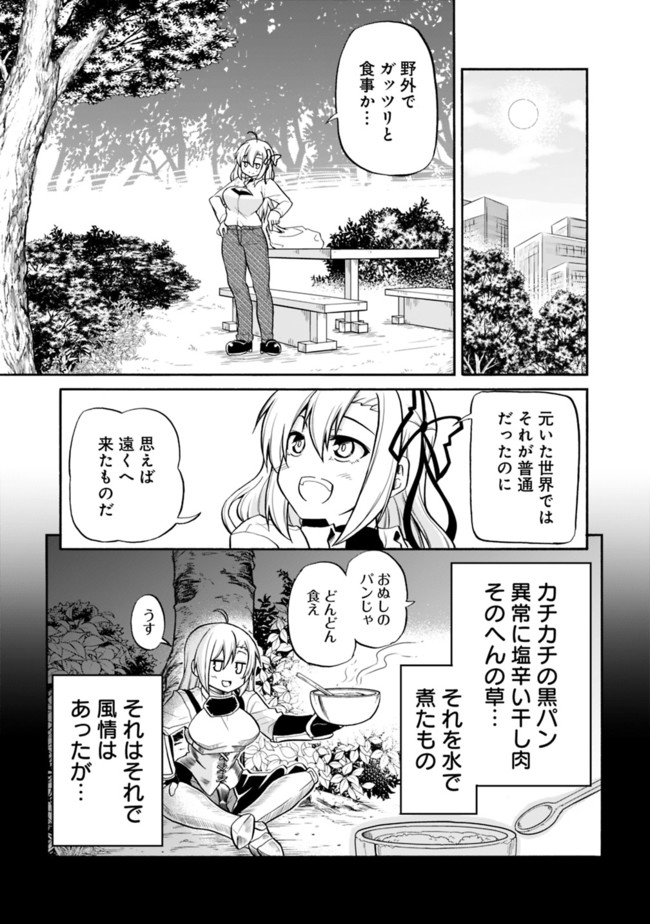 野外で
ガッツリと
食事か…
元いた世界では
それが普通
だったのに
思えば
遠くへ
来たものだ
カチカチの黒パン
異常に塩辛い干し肉
そのへんの草…
それを水で
煮たもの
おぬしの
パンじゃ
どんどん
食え
うす
それはそれで
風情は
あったが…